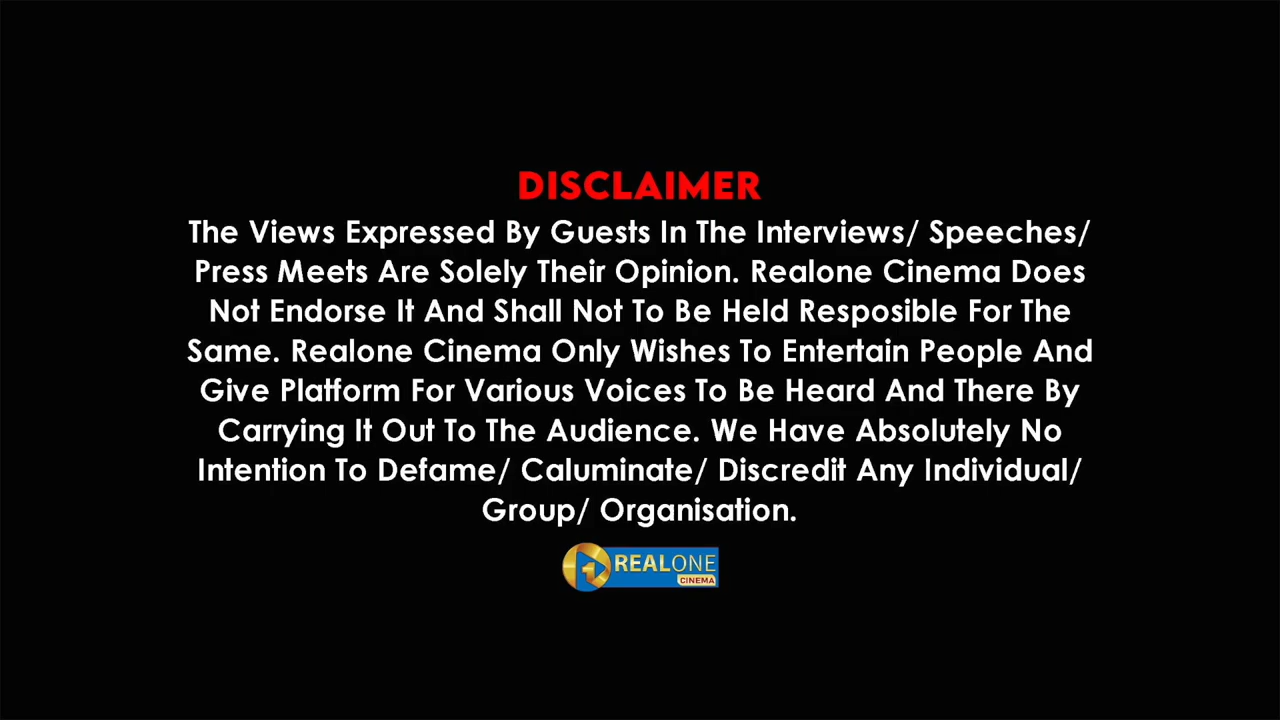 DISCLAIMER
The Views Expressed By Guests In The Interviews/ Speeches/
Press Meets Are Solely Their Opinion. Realone Cinema Does
Not Endorse It And Shall Not To Be Held Resposible For The
Same. Realone Cinema Only Wishes To Entertain People And
Give Platform For Various Voices To Be Heard And There By
Carrying It Out To The Audience. We Have Absolutely No
Intention To Defame/ Caluminate/ Discredit Any Individual/
Group/ Organisation.
REALONE
CINEMA